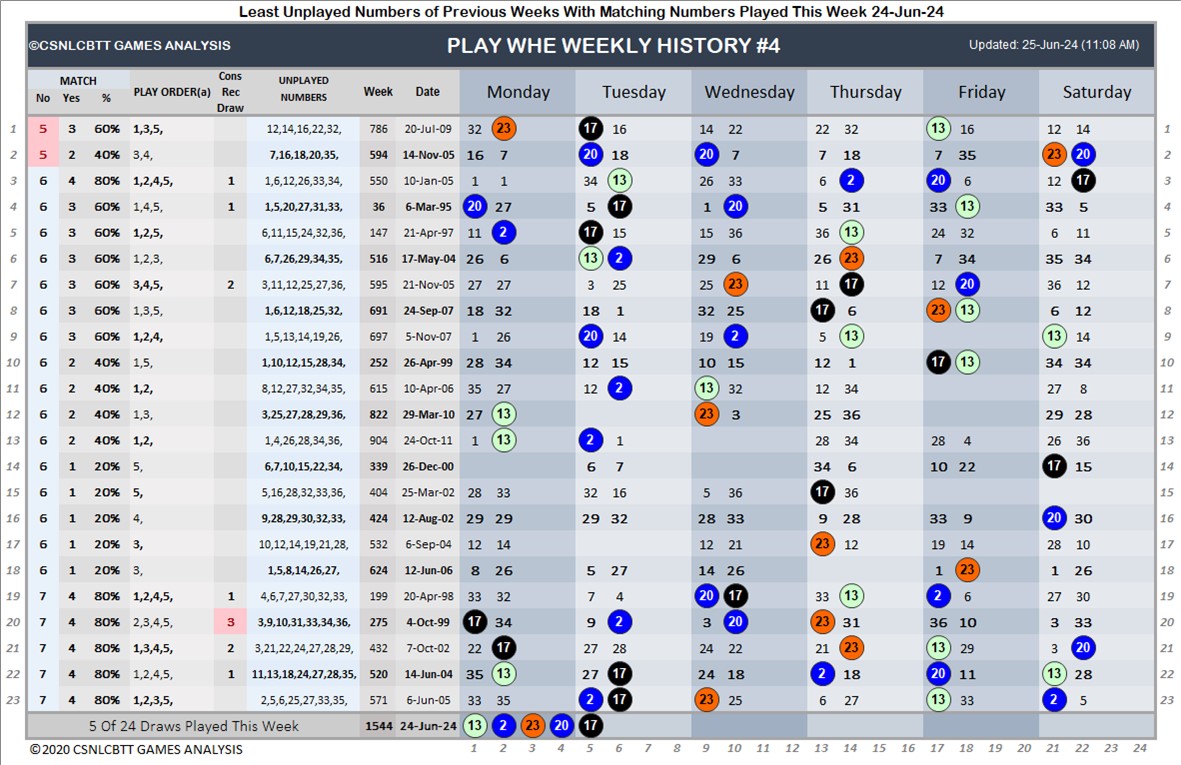 Least Unplayed Numbers of Previous Weeks With Matching Numbers Played This Week 24-Jun-24
©CSNLCBTT GAMES ANALYSIS PLAY WHE WEEKLY HISTORY #4 Updated: 25-Jun-24 (11:08 AM)
MATCH PLAY ORDER(a) Cons Rec Draw UNPLAYED NUMBERS Week Date Monday Tuesday Wednesday Thursday Friday Saturday
No Yes %
1 5 3 60% 1,3,5, 12,14,16,22,32, 786 20-Jul-09 32 23 17 16 14 22 22 32 13 16 12 14 1
2 5 2 40% 3,4, 7,16,18,20,35, 594 14-Nov-05 16 7 20 18 20 7 7 18 7 35 23 20 2
3 6 4 80% 1,2,4,5, 1 1,6,12,26,33,34, 550 10-Jan-05 1 1 34 13 26 33 6 2 20 6 12 17 3
4 6 3 60% 1,4,5, 1 1,5,20,27,31,33, 36 6-Mar-95 20 27 5 17 1 20 5 31 33 13 33 5 4
5 6 3 60% 1,2,5, 6,11,15,24,32,36, 147 21-Apr-97 11 2 17 15 15 36 36 13 24 32 6 11 5
6 6 3 60% 1,2,3, 6,7,26,29,34,35, 516 17-May-04 26 6 13 2 29 6 26 23 7 34 35 34 6
7 6 3 60% 3,4,5, 2 3,11,12,25,27,36, 595 21-Nov-05 27 27 3 25 25 23 11 17 12 20 36 12 7
8 6 3 60% 1,3,5, 1,6,12,18,25,32, 691 24-Sep-07 18 32 18 1 32 25 17 6 23 13 6 12 8
9 6 3 60% 1,2,4, 1,5,13,14,19,26, 697 5-Nov-07 1 26 20 14 19 2 5 13 13 14 9
10 6 2 40% 1,5, 1,10,12,15,28,34, 252 26-Apr-99 28 34 12 15 10 15 12 1 17 13 34 34 10
11 6 2 40% 1,2, 8,12,27,32,34,35, 615 10-Apr-06 35 27 12 2 13 32 12 34 27 8 11
12 6 2 40% 1,3, 3,25,27,28,29,36, 822 29-Mar-10 27 13 23 3 25 36 29 28 12
13 6 2 40% 1,2, 1,4,26,28,34,36, 904 24-Oct-11 1 13 2 1 28 34 28 4 26 36 13
14 6 1 20% 5, 6,7,10,15,22,34, 339 26-Dec-00 6 7 34 6 10 22 17 15 14
15 6 1 20% 5, 5,16,28,32,33,36, 404 25-Mar-02 28 33 32 16 5 36 17 36 15
16 6 1 20% 4, 9,28,29,30,32,33, 424 12-Aug-02 29 29 29 32 28 33 9 28 33 9 20 30 16
17 6 1 20% 3, 10,12,14,19,21,28, 532 6-Sep-04 12 14 12 21 23 12 19 14 28 10 17
18 6 1 20% 3, 1,5,8,14,26,27, 624 12-Jun-06 8 26 5 27 14 26 1 23 1 26 18
19 7 4 80% 1,2,4,5, 1 4,6,7,27,30,32,33, 199 20-Apr-98 33 32 7 4 20 17 33 13 2 6 27 30 19
20 7 4 80% 2,3,4,5, 3 3,9,10,31,33,34,36, 275 4-Oct-99 17 34 9 2 3 20 23 31 36 10 3 33 20
21 7 4 80% 1,3,4,5, 2 3,21,22,24,27,28,29, 432 7-Oct-02 22 17 27 28 24 22 21 23 13 29 3 20 21
22 7 4 80% 1,2,4,5, 1 11,13,18,24,27,28,35, 520 14-Jun-04 35 13 27 17 24 18 2 18 20 11 13 28 22
23 7 4 80% 1,2,3,5, 2,5,6,25,27,33,35, 571 6-Jun-05 33 35 2 17 23 25 6 27 13 33 2 5 23
5 Of 24 Draws Played This Week 1544 24-Jun-24 13 2 23 20 17
©2020 CSNLCBTT GAMES ANALYSIS 1 2 3 4 5 6 7 8 9 10 11 12 13 14 15 16 17 18 19 20 21 22 23 24